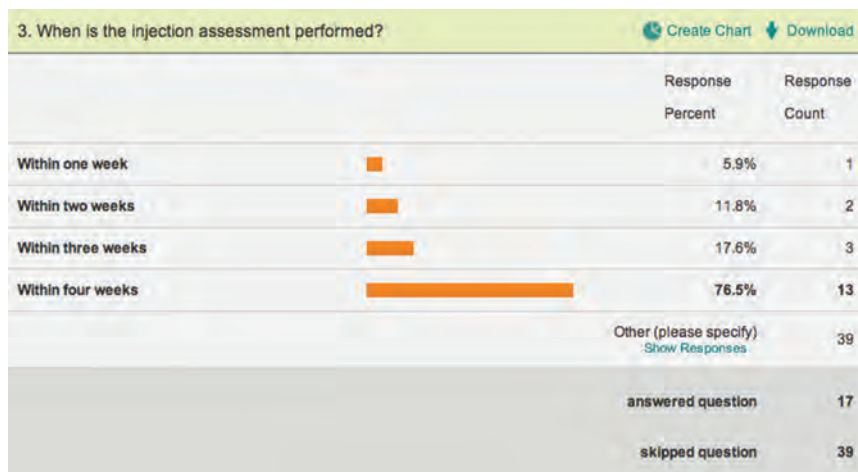 3. When is the injection assessment performed? Create Chart Download
Response Response
Percent Count
Within one week 5.9% 1
Within two weeks 11.8% 2
Within three weeks 17.6% 3
Within four weeks 76.5% 13
Other (please specify) 39
Show Responses
answered question 17
skipped question 39